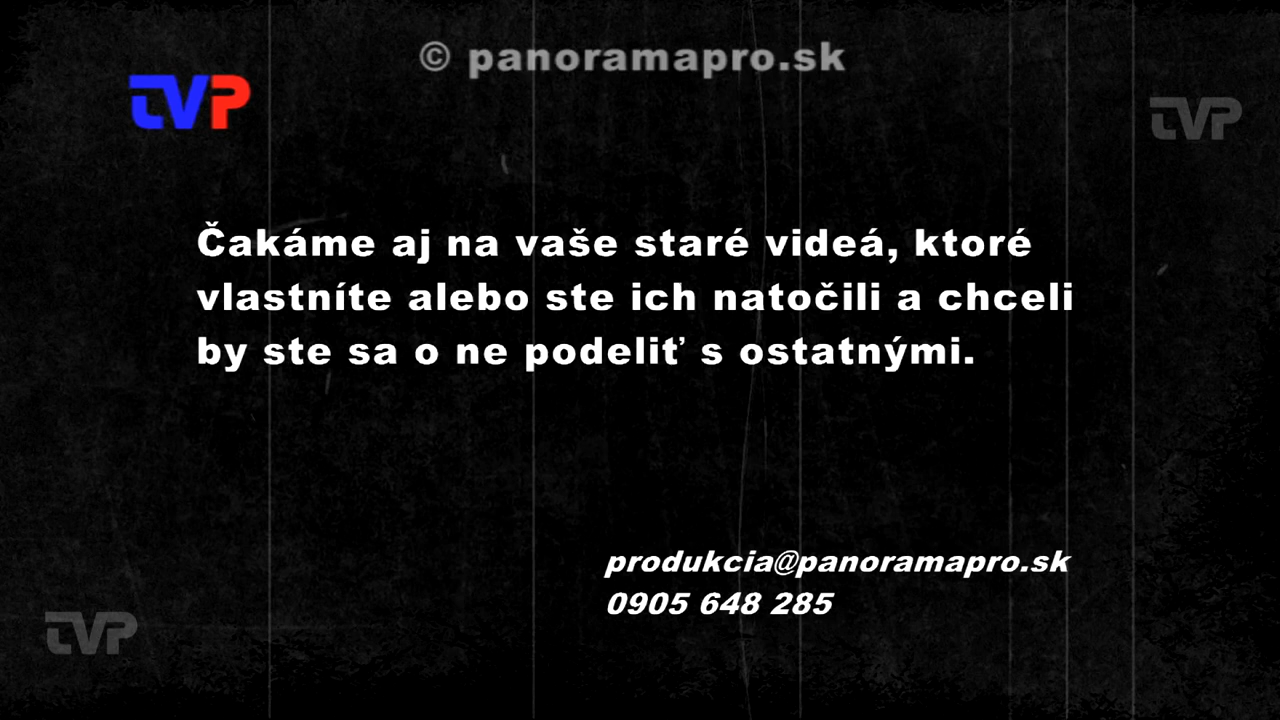 © panoramapro.sk
TVP
TVP
Čakáme aj na vaše staré videá, ktoré
vlastníte alebo ste ich natočili a chceli
by ste sa o ne podeliť s ostatnými.
produkcia@panoramapro.sk
0905 648 285
TVP